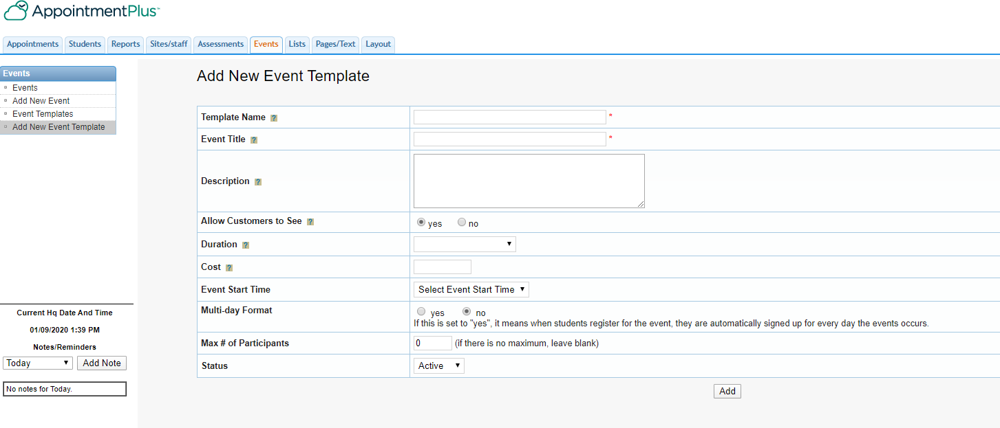 AppointmentPlus™
Appointments Students Reports Sites/staff Assessments Events Lists Pages/Text Layout
Events
Events
Add New Event
Event Templates
Add New Event Template
Current Hq Date And Time
01/09/2020 1:39 PM
Notes/Reminders
Today Add Note
No notes for Today.
Add New Event Template
Template Name ? *
Event Title ? *
Description ?
Allow Customers to See ? yes no
Duration ?
Cost ?
Event Start Time Select Event Start Time
Multi-day Format yes no
If this is set to "yes", it means when students register for the event, they are automatically signed up for every day the events occurs.
Max # of Participants 0 (if there is no maximum, leave blank)
Status Active
Add